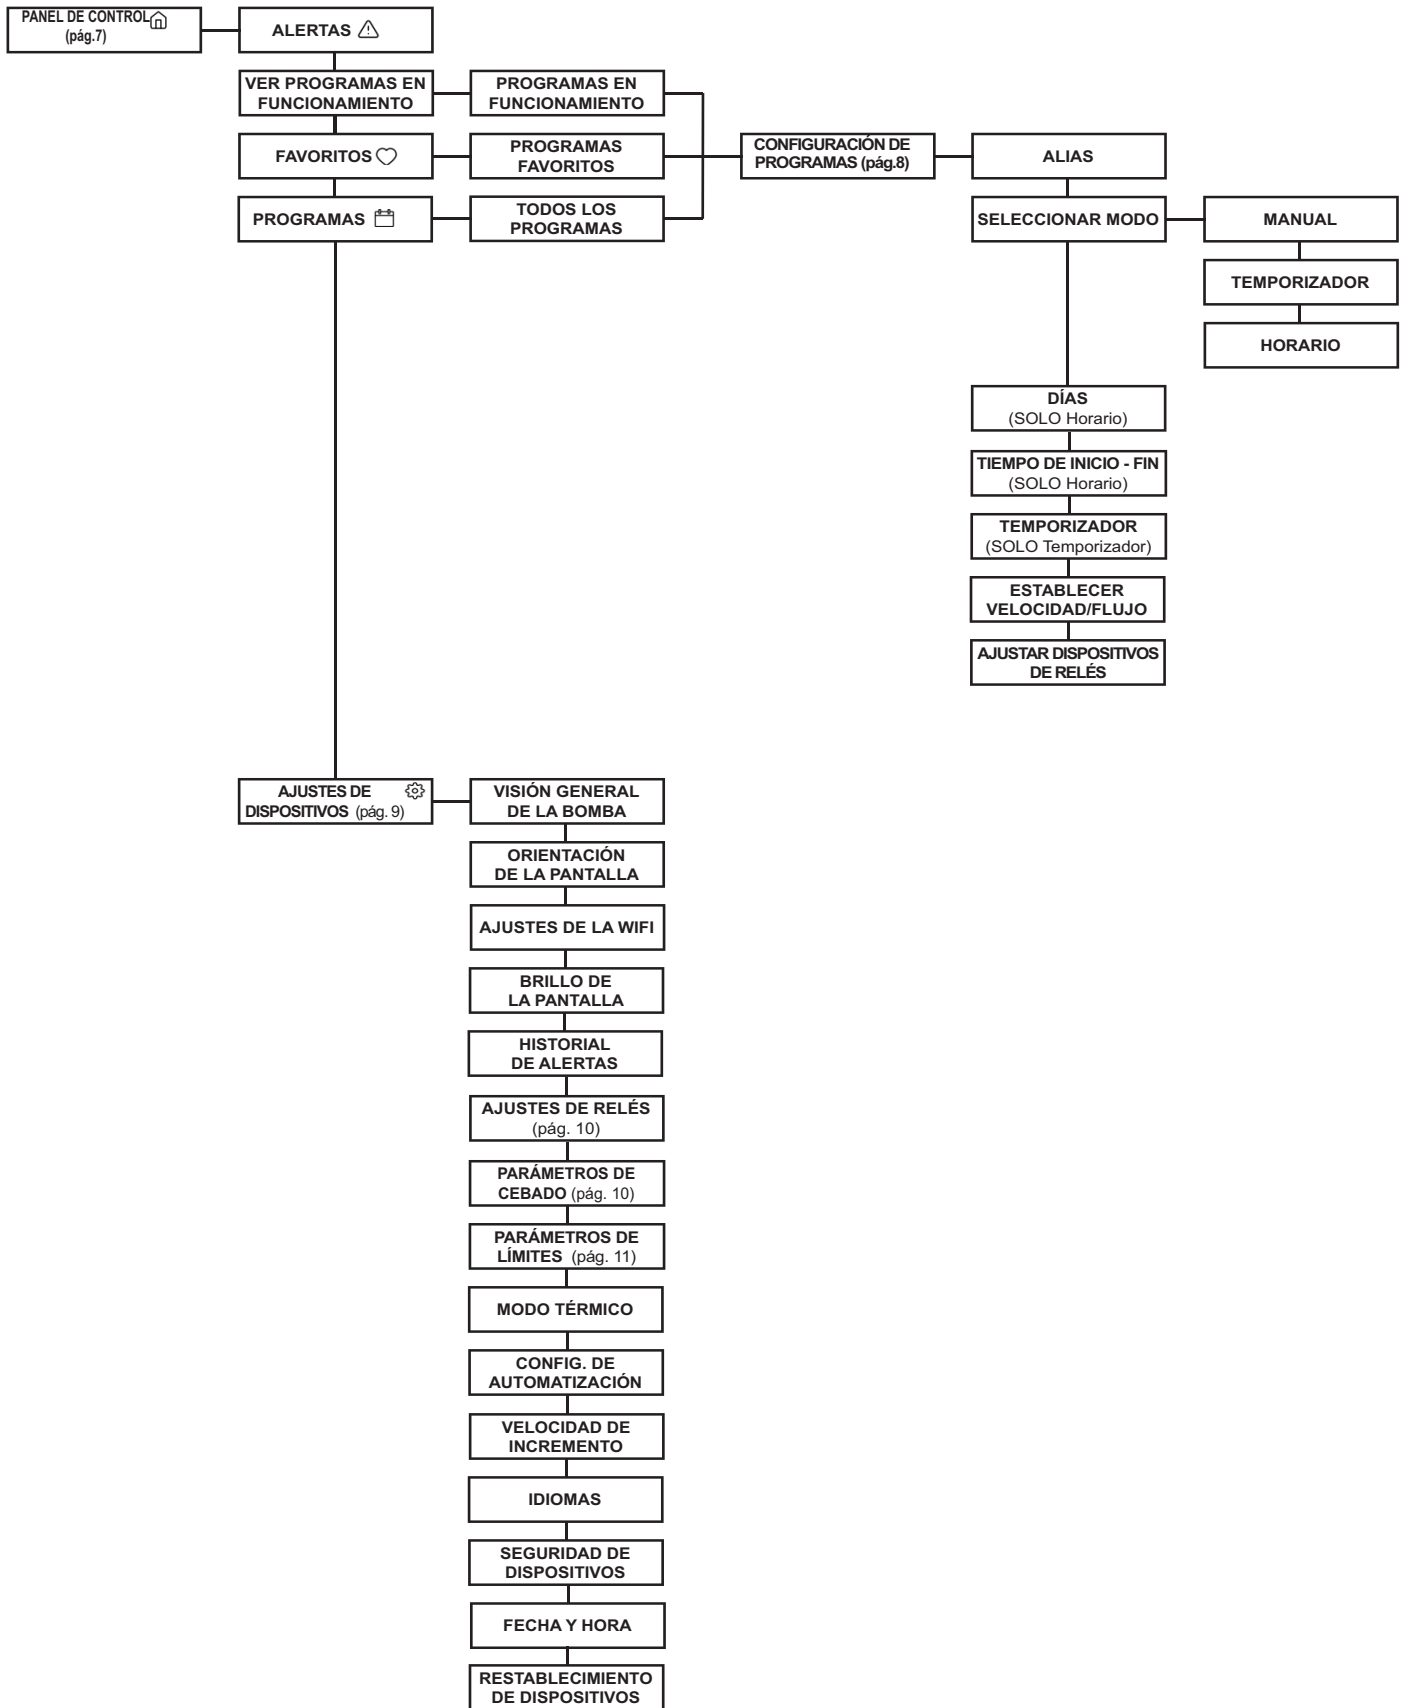 PANEL DE CONTROL
(pág.7)
ALERTAS
VER PROGRAMAS EN
FUNCIONAMIENTO
PROGRAMAS EN
FUNCIONAMIENTO
FAVORITOS
PROGRAMAS
FAVORITOS
CONFIGURACIÓN DE
PROGRAMAS (pág.8)
ALIAS
PROGRAMAS
TODOS LOS
PROGRAMAS
SELECCIONAR MODO
MANUAL
TEMPORIZADOR
HORARIO
DÍAS
(SOLO Horario)
TIEMPO DE INICIO - FIN
(SOLO Horario)
TEMPORIZADOR
(SOLO Temporizador)
ESTABLECER
VELOCIDAD/FLUJO
AJUSTAR DISPOSITIVOS
DE RELÉS
AJUSTES DE
DISPOSITIVOS (pág. 9)
VISIÓN GENERAL
DE LA BOMBA
ORIENTACIÓN
DE LA PANTALLA
AJUSTES DE LA WIFI
BRILLO DE
LA PANTALLA
HISTORIAL
DE ALERTAS
AJUSTES DE RELÉS
(pág. 10)
PARÁMETROS DE
CEBADO (pág. 10)
PARÁMETROS DE
LÍMITES (pág. 11)
MODO TÉRMICO
CONFIG. DE
AUTOMATIZACIÓN
VELOCIDAD DE
INCREMENTO
IDIOMAS
SEGURIDAD DE
DISPOSITIVOS
FECHA Y HORA
RESTABLECIMIENTO
DE DISPOSITIVOS